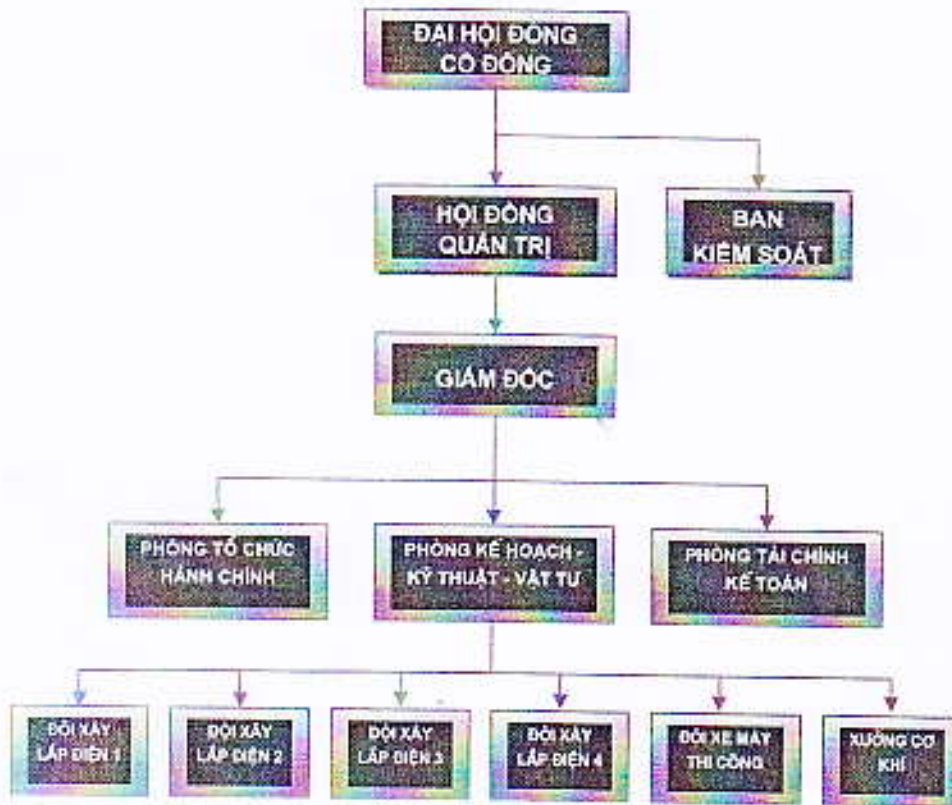 ĐẠI HỘI ĐỒNG
CỔ ĐÔNG
HỘI ĐỒNG
QUẢN TRỊ
BAN
KIỂM SOÁT
GIÁM ĐỐC
PHÒNG TỔ CHỨC
HÀNH CHÍNH
PHÒNG KẾ HOẠCH -
KỸ THUẬT - VẬT TƯ
PHÒNG TÀI CHÍNH
KẾ TOÁN
ĐỘI XÂY
LẮP ĐIỆN 1
ĐỘI XÂY
LẮP ĐIỆN 2
ĐỘI XÂY
LẮP ĐIỆN 3
ĐỘI XÂY
LẮP ĐIỆN 4
ĐỘI XE MÁY
THI CÔNG
XƯỞNG CƠ
KHÍ